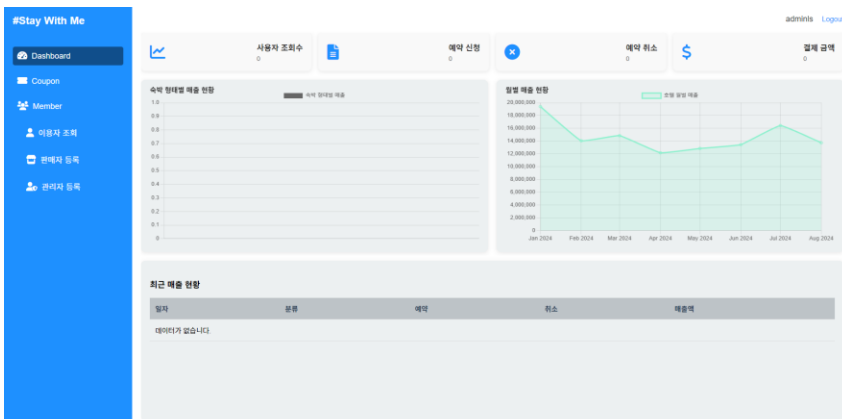 #Stay With Me
adminis Logou
Dashboard
Coupon
Member
이용자 조회
판매자 등록
관리자 등록
사용자 조회수
0
예약 신청
0
예약 취소
0
결제 금액
0
숙박 형태별 매출 현황
숙박 형태별 매출
1.0
0.9
0.8
0.7
0.6
0.5
0.4
0.3
0.2
0.1
0
월별 매출 현황
호텔 월별 매출
20,000,000
18,000,000
16,000,000
14,000,000
12,000,000
10,000,000
8,000,000
6,000,000
4,000,000
2,000,000
0
Jan 2024 Feb 2024 Mar 2024 Apr 2024 May 2024 Jun 2024 Jul 2024 Aug 2024
최근 매출 현황
일자 분류 예약 취소 매출액
데이터가 없습니다.